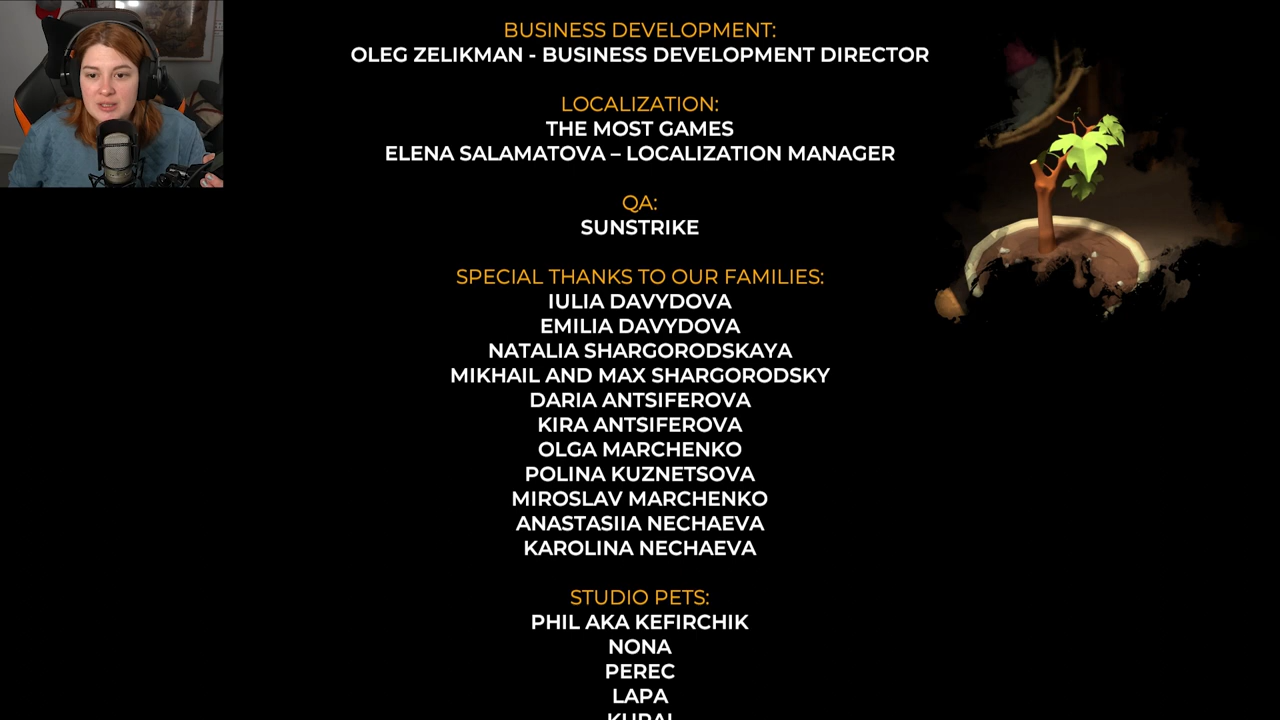 BUSINESS DEVELOPMENT:
OLEG ZELIKMAN - BUSINESS DEVELOPMENT DIRECTOR
LOCALIZATION:
THE MOST GAMES
ELENA SALAMATOVA – LOCALIZATION MANAGER
QA:
SUNSTRIKE
SPECIAL THANKS TO OUR FAMILIES:
IULIA DAVYDOVA
EMILIA DAVYDOVA
NATALIA SHARGORODSKAYA
MIKHAIL AND MAX SHARGORODSKY
DARIA ANTSIFEROVA
KIRA ANTSIFEROVA
OLGA MARCHENKO
POLINA KUZNETSOVA
MIROSLAV MARCHENKO
ANASTASIIA NECHAEVA
KAROLINA NECHAEVA
STUDIO PETS:
PHIL AKA KEFIRCHIK
NONA
PEREC
LAPA